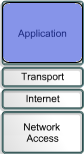 Application
Transport
Internet
Network
Access